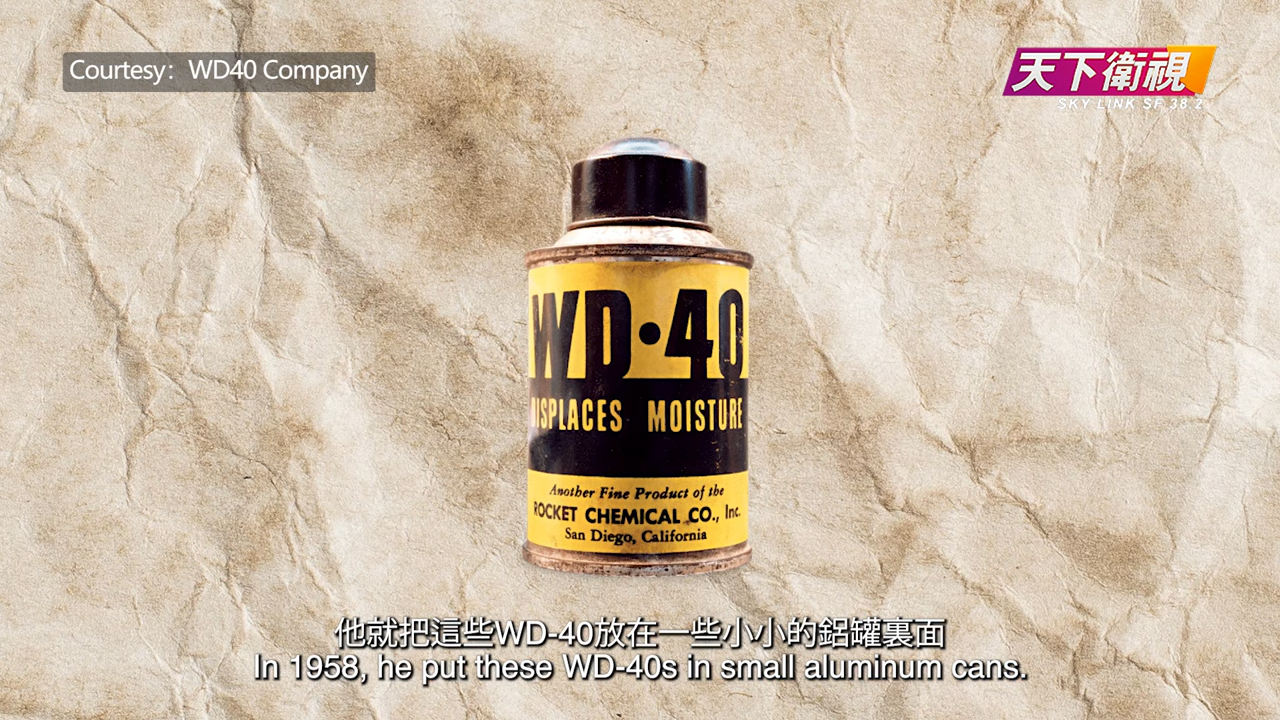 Courtesy: WD40 Company
天下衛視
SKY LINK SF 38.2
WD•40
DISPLACES MOISTURE
Another Fine Product of the
ROCKET CHEMICAL CO., Inc.
San Diego, California
他就把這些WD-40放在一些小小的鋁罐裏面
In 1958, he put these WD-40s in small aluminum cans.